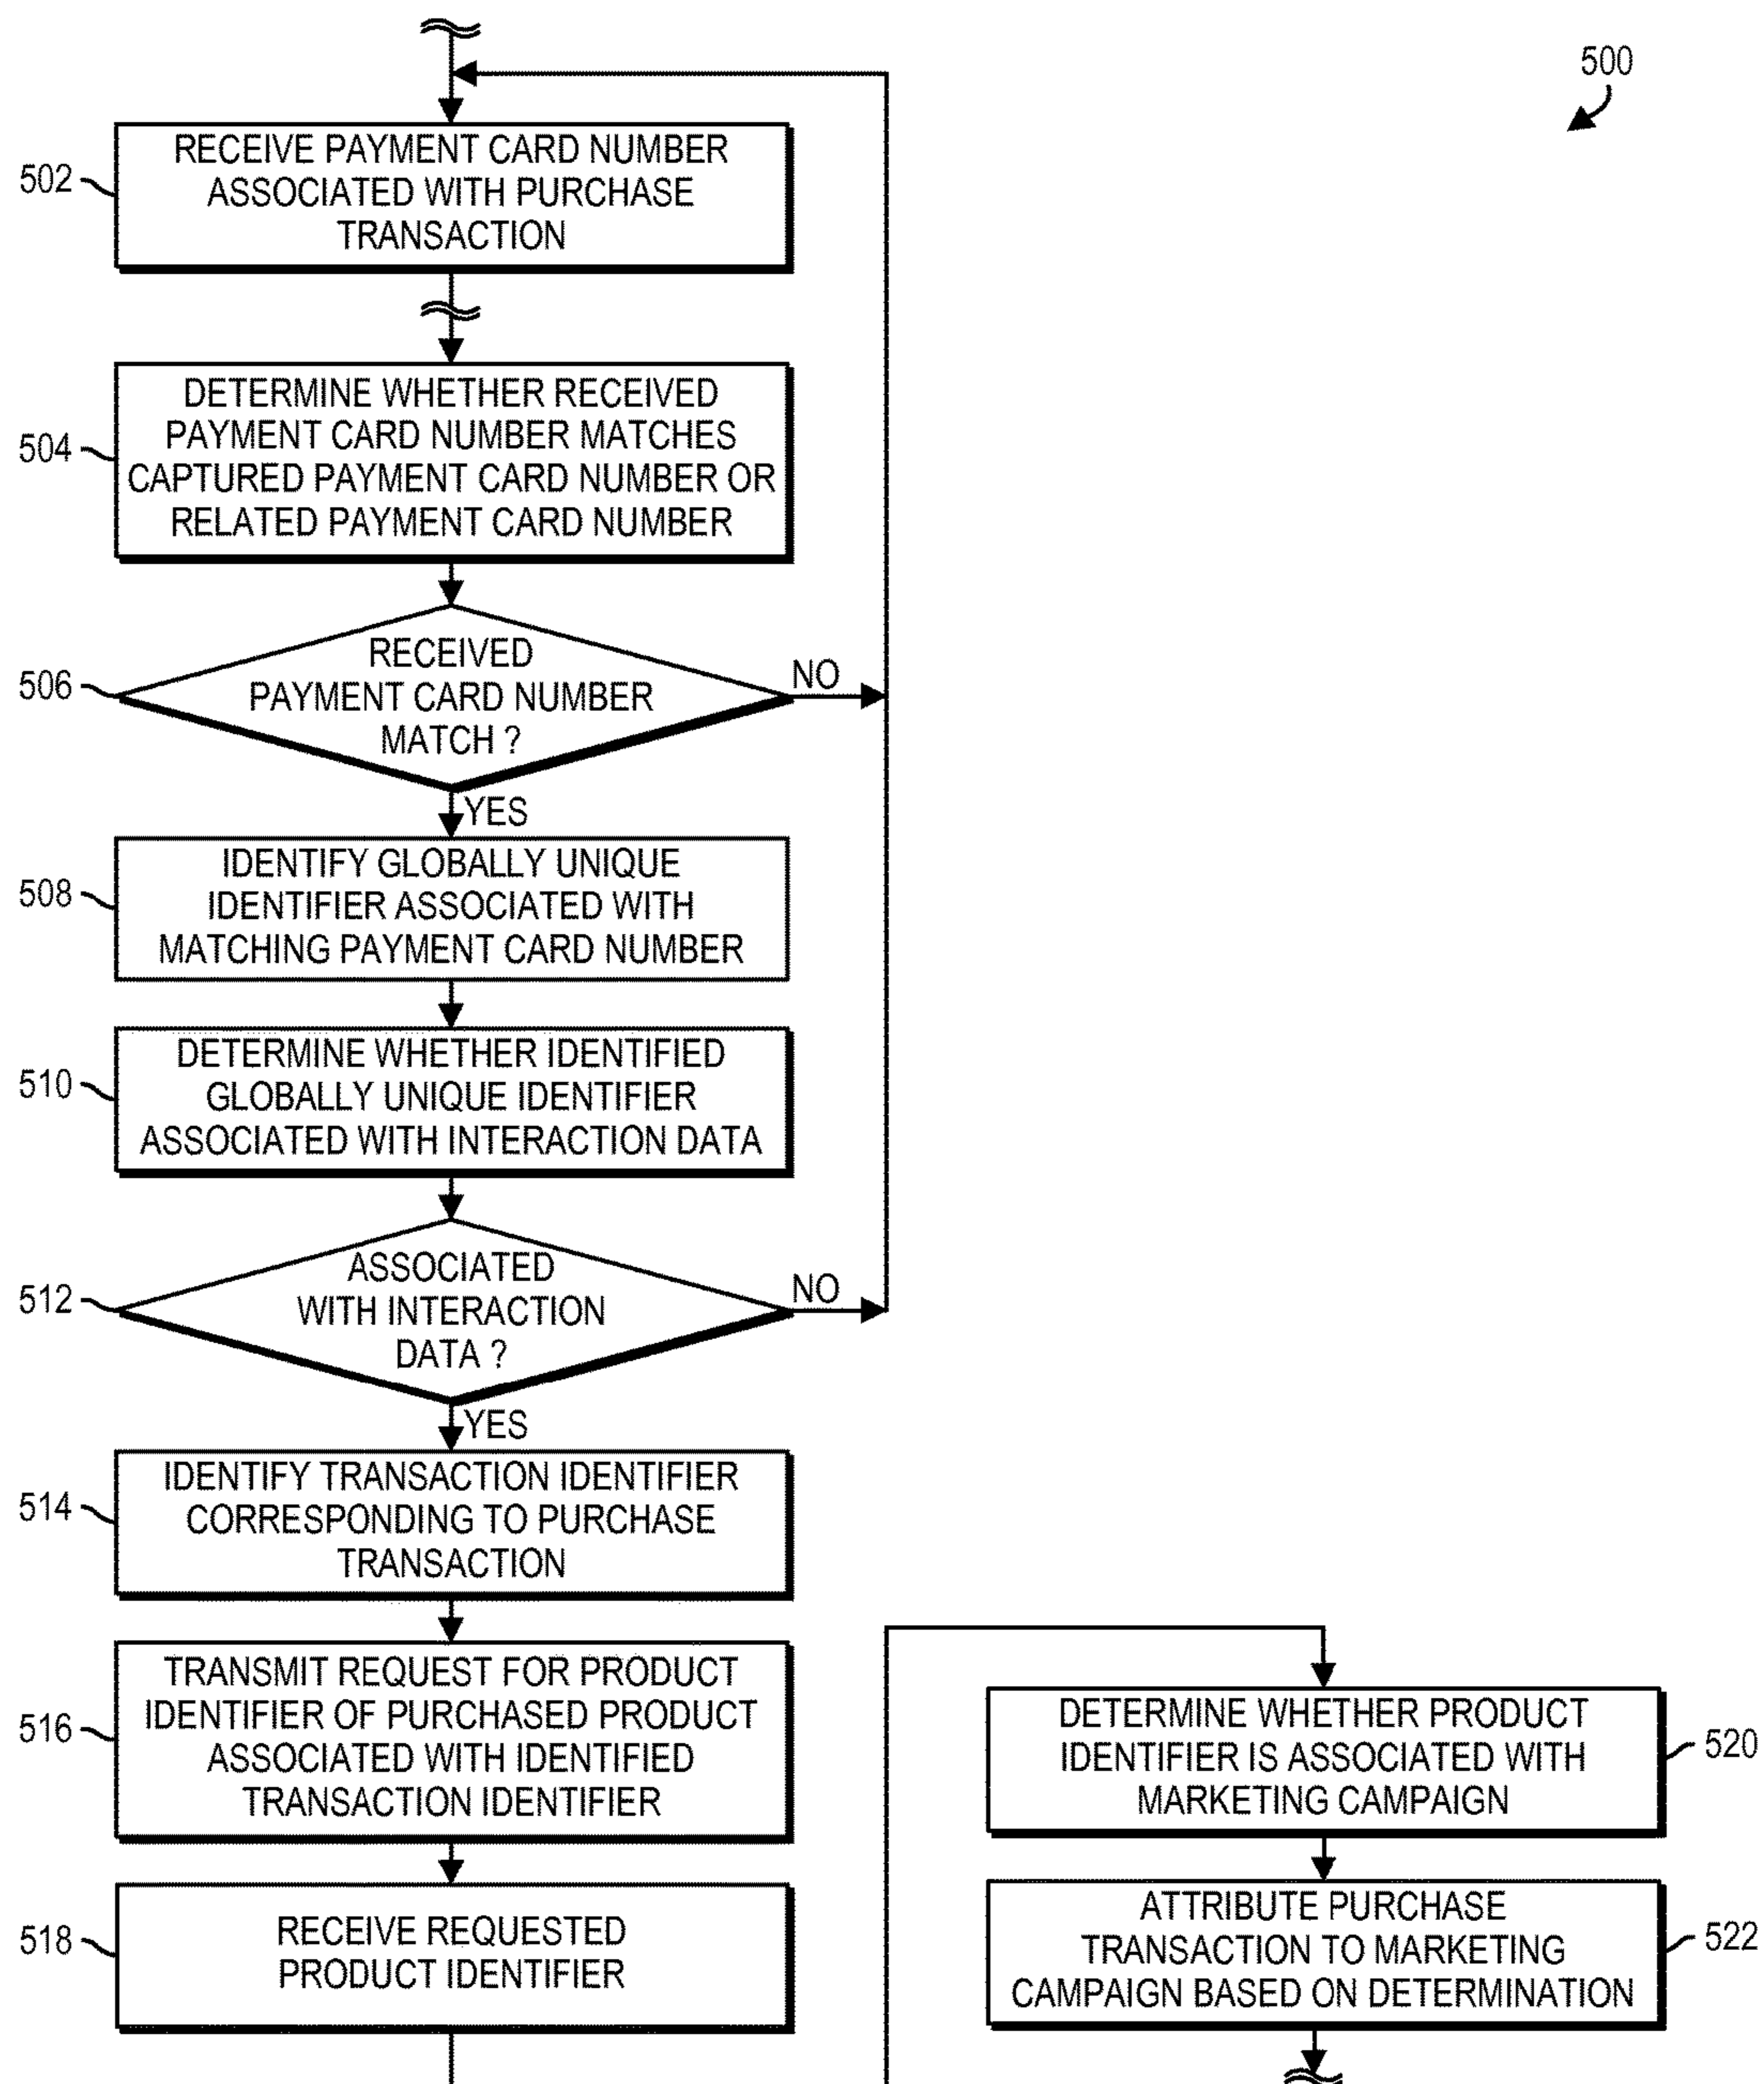 500
502
RECEIVE PAYMENT CARD NUMBER
ASSOCIATED WITH PURCHASE
TRANSACTION
504
DETERMINE WHETHER RECEIVED
PAYMENT CARD NUMBER MATCHES
CAPTURED PAYMENT CARD NUMBER OR
RELATED PAYMENT CARD NUMBER
506
RECEIVED
PAYMENT CARD NUMBER
MATCH ?
NO
YES
508
IDENTIFY GLOBALLY UNIQUE
IDENTIFIER ASSOCIATED WITH
MATCHING PAYMENT CARD NUMBER
510
DETERMINE WHETHER IDENTIFIED
GLOBALLY UNIQUE IDENTIFIER
ASSOCIATED WITH INTERACTION DATA
512
ASSOCIATED
WITH INTERACTION
DATA ?
NO
YES
514
IDENTIFY TRANSACTION IDENTIFIER
CORRESPONDING TO PURCHASE
TRANSACTION
516
TRANSMIT REQUEST FOR PRODUCT
IDENTIFIER OF PURCHASED PRODUCT
ASSOCIATED WITH IDENTIFIED
TRANSACTION IDENTIFIER
518
RECEIVE REQUESTED
PRODUCT IDENTIFIER
DETERMINE WHETHER PRODUCT
IDENTIFIER IS ASSOCIATED WITH
MARKETING CAMPAIGN
520
ATTRIBUTE PURCHASE
TRANSACTION TO MARKETING
CAMPAIGN BASED ON DETERMINATION
522